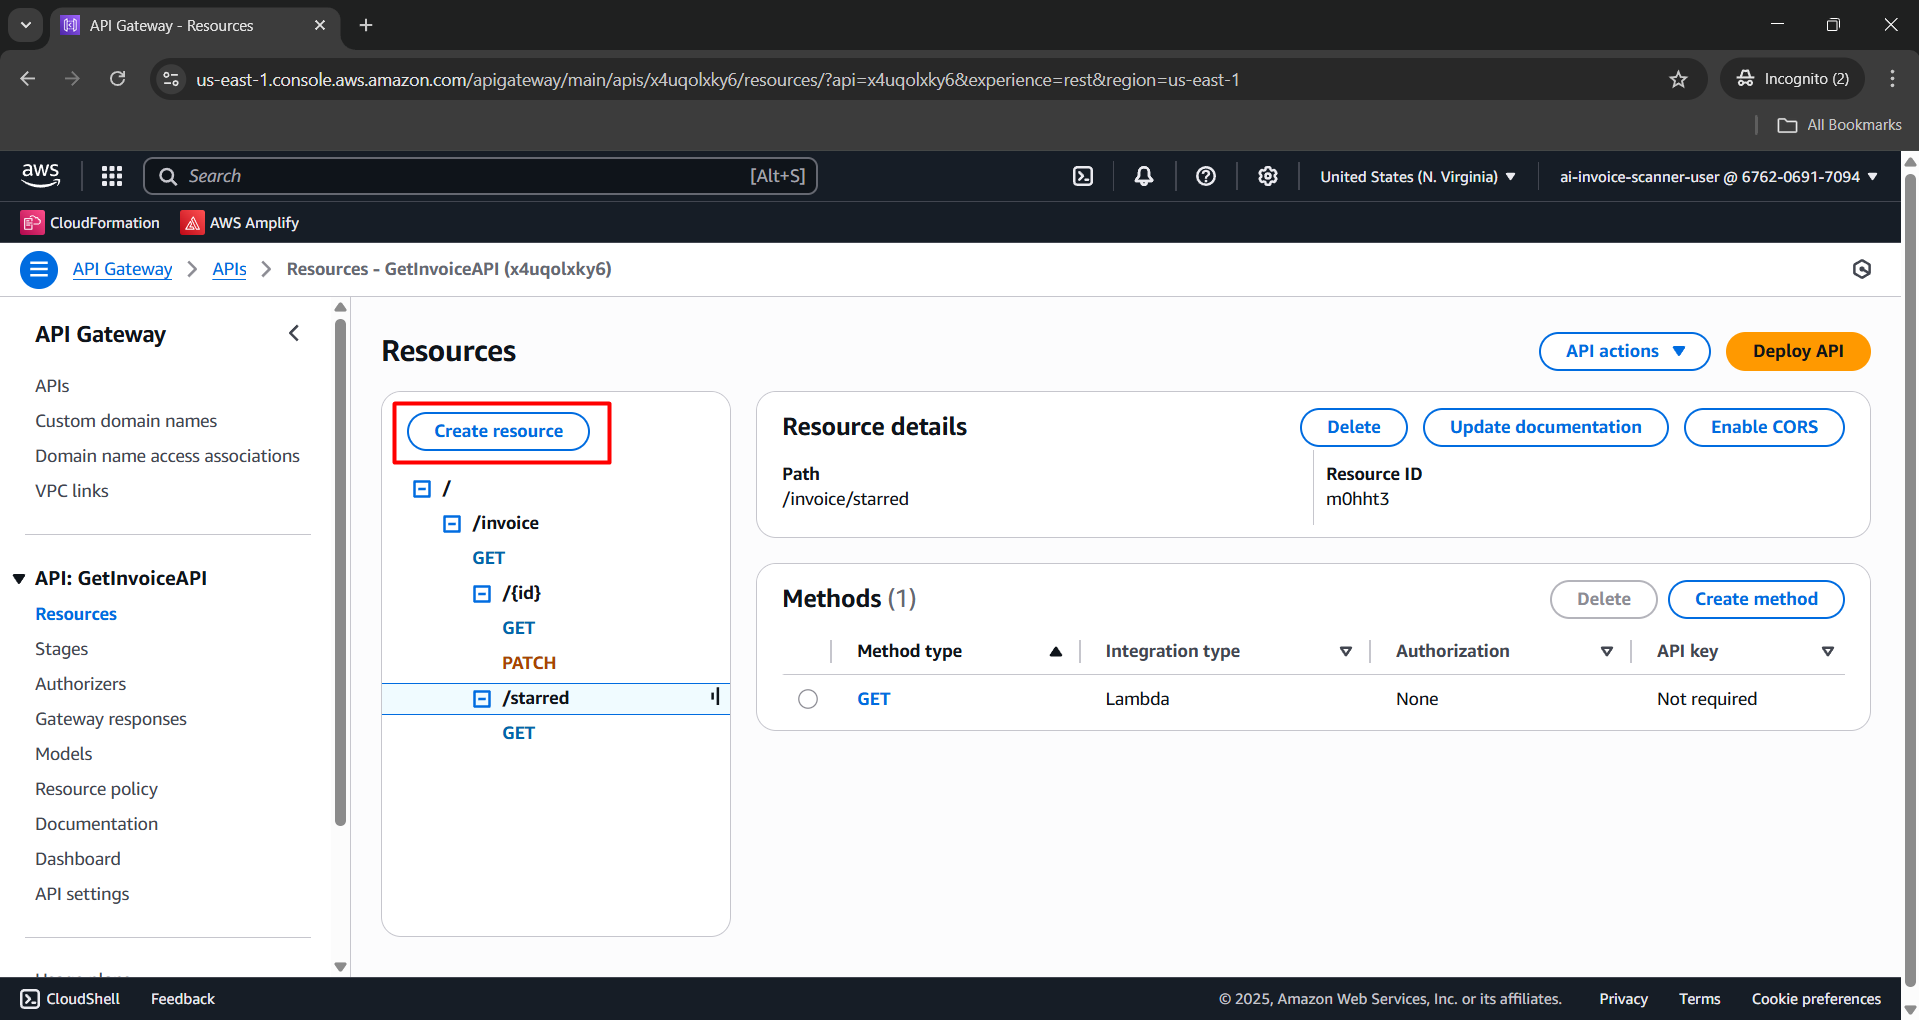 API Gateway - Resources
us-east-1.console.aws.amazon.com/apigateway/main/apis/x4uqolxky6/resources/?api=x4uqolxky6&experience=rest&region=us-east-1
Incognito (2)
All Bookmarks
aws
Search
[Alt+S]
United States (N. Virginia)
ai-invoice-scanner-user @ 6762-0691-7094
CloudFormation
AWS Amplify
API Gateway
APIs
Resources - GetInvoiceAPI (x4uqolxky6)
API Gateway
APIs
Custom domain names
Domain name access associations
VPC links
API: GetInvoiceAPI
Resources
Stages
Authorizers
Gateway responses
Models
Resource policy
Documentation
Dashboard
API settings
Resources
API actions
Deploy API
Create resource
/
/invoice
GET
/{id}
GET
PATCH
/starred
GET
Resource details
Delete
Update documentation
Enable CORS
Path
/invoice/starred
Resource ID
m0hht3
Methods (1)
Delete
Create method
Method type
Integration type
Authorization
API key
GET
Lambda
None
Not required
CloudShell
Feedback
© 2025, Amazon Web Services, Inc. or its affiliates.
Privacy
Terms
Cookie preferences